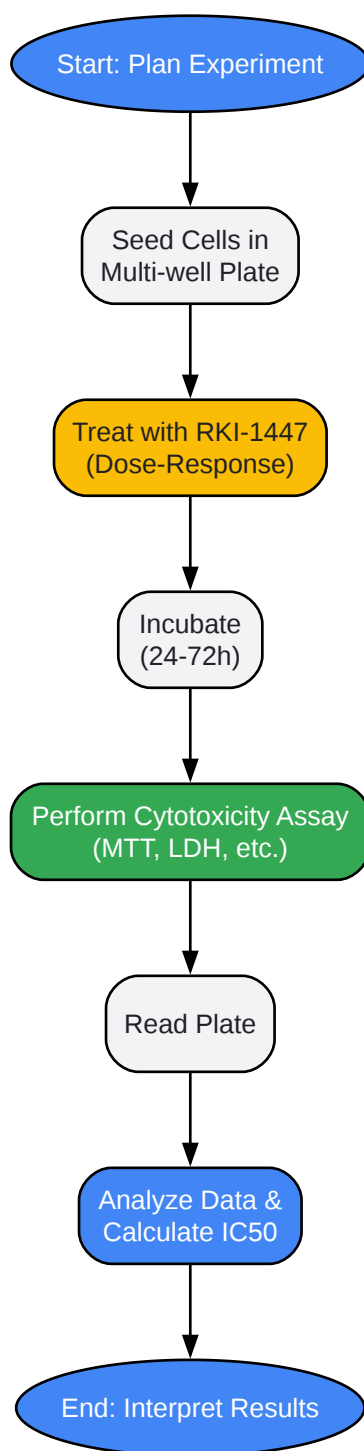 Start: Plan Experiment
Seed Cells in
Multi-well Plate
Treat with RKI-1447
(Dose-Response)
Incubate
(24-72h)
Perform Cytotoxicity Assay
(MTT, LDH, etc.)
Read Plate
Analyze Data &
Calculate IC50
End: Interpret Results